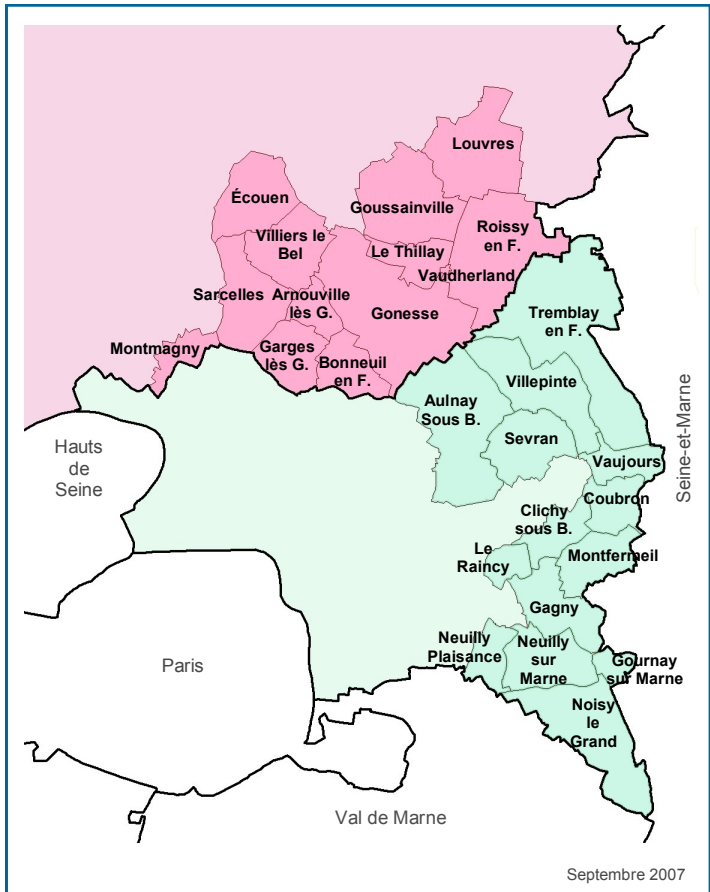 Louvres
Écouen
Goussainville
Villiers le
Bel
Roissy
en F.
Le Thillay
Vaudherland
Sarcelles
Arnouville
lès G.
Gonesse
Montmagny
Garges
lès G.
Bonneuil
en F.
Tremblay
en F.
Villepinte
Aulnay
Sous B.
Sevran
Hauts
de
Seine
Vaujours
Seine-et-Marne
Coubron
Clichy
sous B.
Le
Raincy
Montfermeil
Gagny
Neuilly
Plaisance
Neuilly
sur
Marne
Gournay
sur Marne
Paris
Noisy
le
Grand
Val de Marne
Septembre 2007